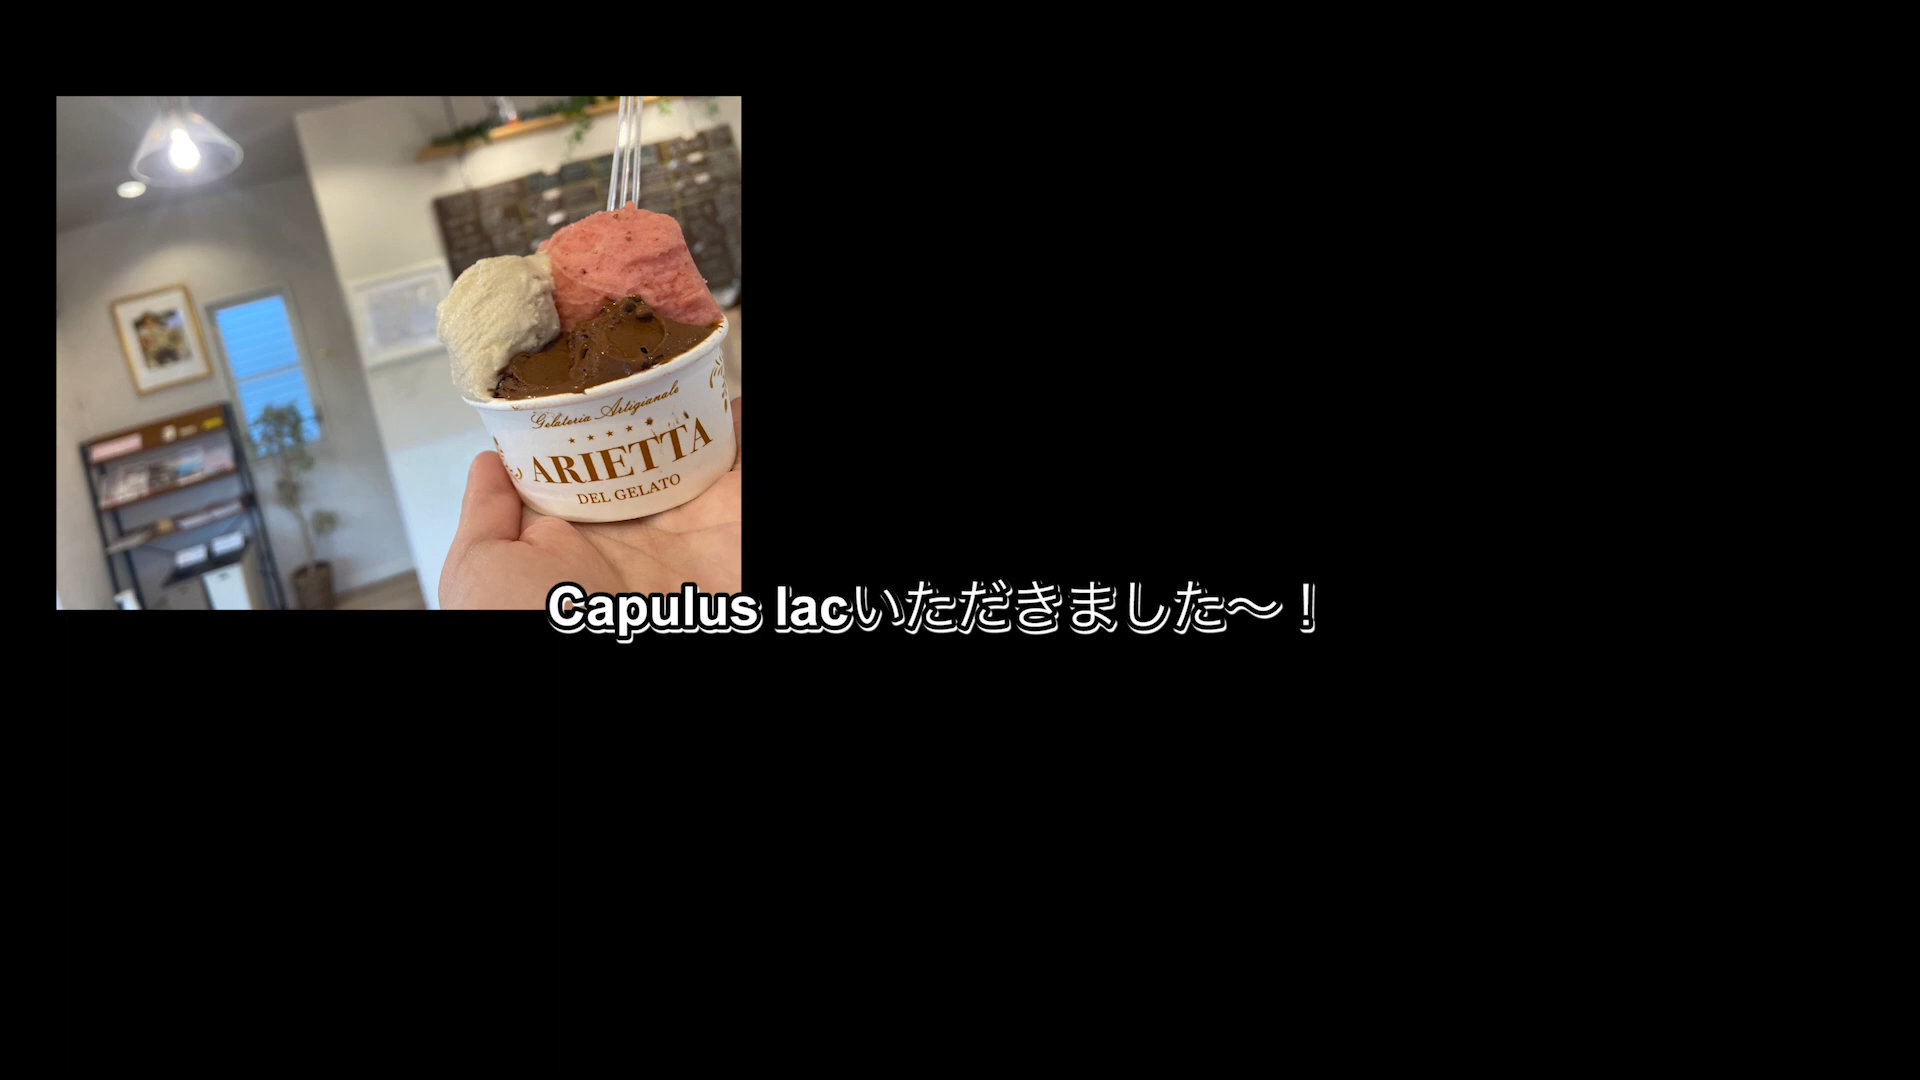 Gelateria Artigianale
ARIETTA
DEL GELATO
Capulus lacいただきました〜！